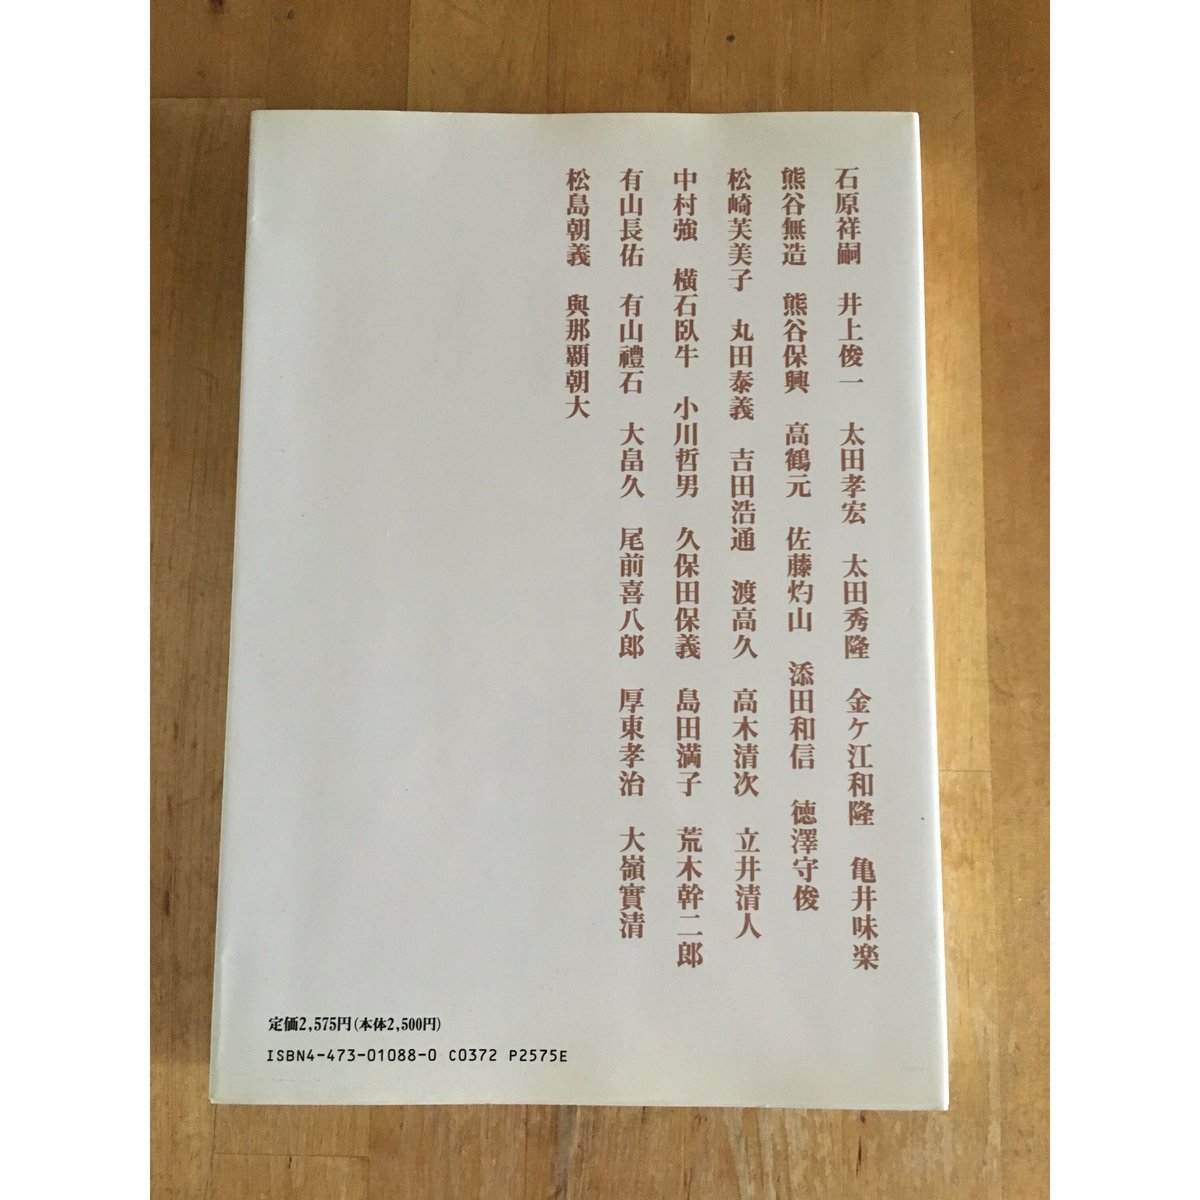 石原祥嗣　井上俊一　太田孝宏　太田秀隆　金ケ江和隆　亀井味楽
熊谷無造　熊谷保興　高鶴元　佐藤灼山　添田和信　徳澤守俊
松崎芙美子　丸田泰義　吉田浩通　渡高久　高木清次　立井清人
中村強　横石臥牛　小川哲男　久保田保義　島田満子　荒木幹二郎
有山長佑　有山禮石　大畠久　尾前喜八郎　厚東孝治　大嶺實清
松島朝義　與那覇朝大
定価2,575円(本体2,500円)
ISBN4-473-01088-0 C0372 P2575E